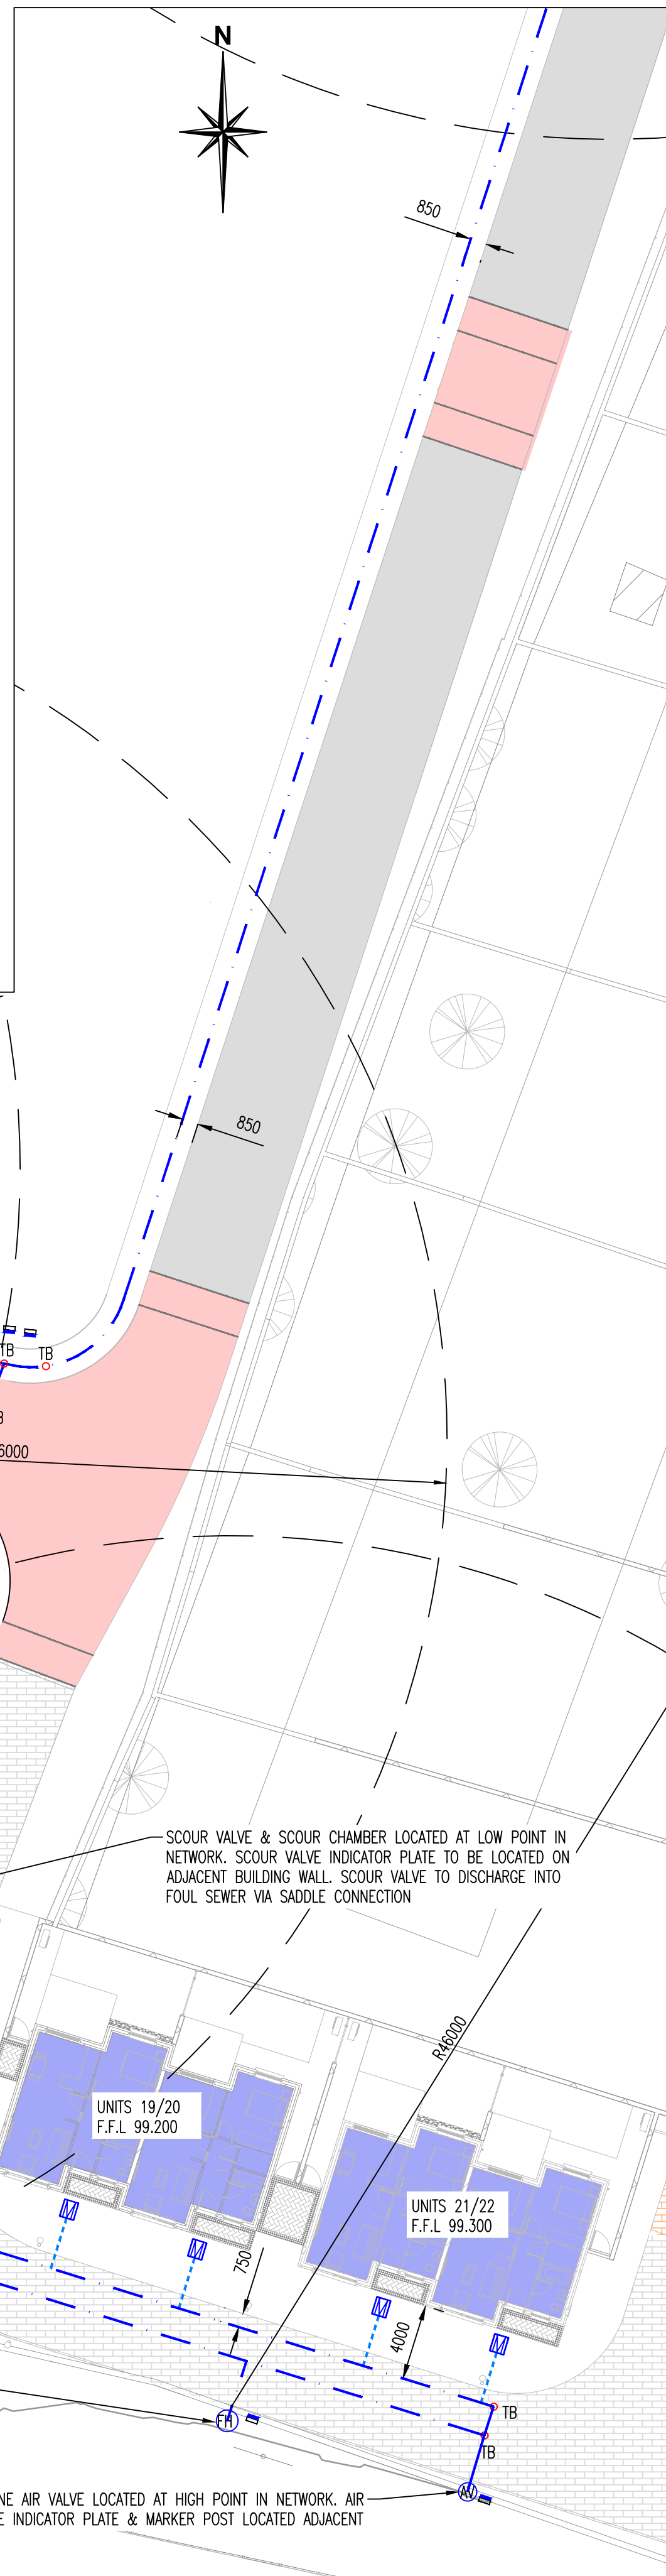 N
850
850
TB
TB
6000
SCOUR VALVE & SCOUR CHAMBER LOCATED AT LOW POINT IN
NETWORK. SCOUR VALVE INDICATOR PLATE TO BE LOCATED ON
ADJACENT BUILDING WALL. SCOUR VALVE TO DISCHARGE INTO
FOUL SEWER VIA SADDLE CONNECTION
R46000
UNITS 19/20
F.F.L 99.200
UNITS 21/22
F.F.L 99.300
M
M
750
M
4000
M
TB
FH
TB
AV
NE AIR VALVE LOCATED AT HIGH POINT IN NETWORK. AIR
E INDICATOR PLATE & MARKER POST LOCATED ADJACENT